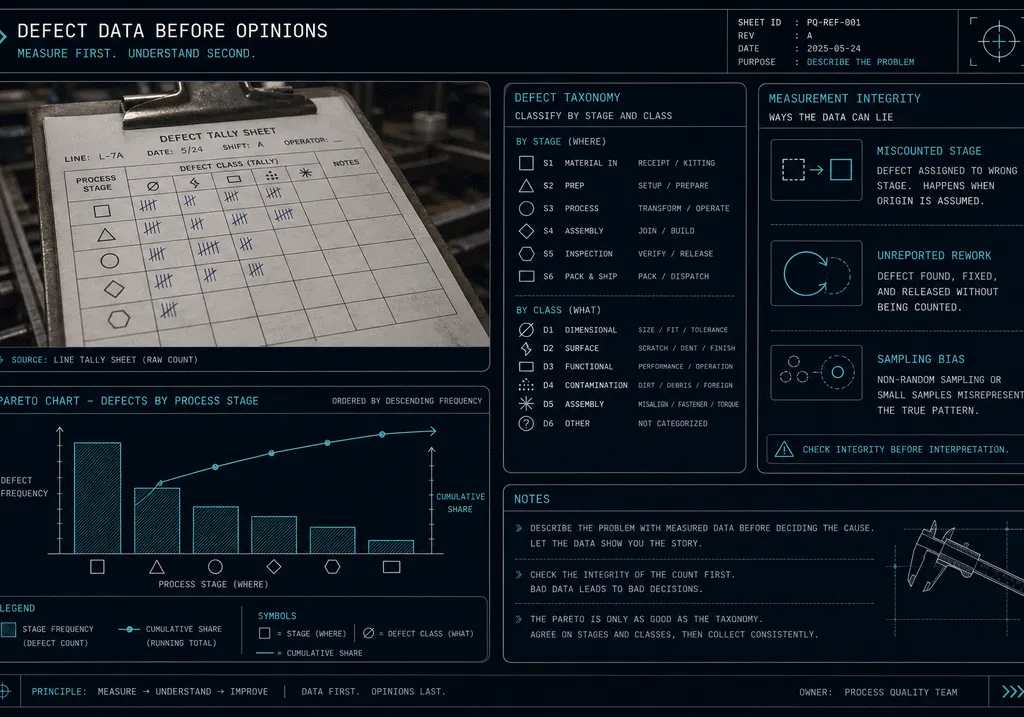 DEFECT DATA BEFORE OPINIONS
MEASURE FIRST. UNDERSTAND SECOND.
SHEET ID : PQ-REF-001
REV : A
DATE : 2025-05-24
PURPOSE : DESCRIBE THE PROBLEM
DEFECT TALLY SHEET
LINE: L-7A DATE: 5/24 SHIFT: A OPERATOR: __
PROCESS STAGE
DEFECT CLASS (TALLY)
NOTES
SOURCE: LINE TALLY SHEET (RAW COUNT)
PARETO CHART – DEFECTS BY PROCESS STAGE
ORDERED BY DESCENDING FREQUENCY
DEFECT
FREQUENCY
CUMULATIVE
SHARE
PROCESS STAGE (WHERE)
LEGEND
STAGE FREQUENCY
(DEFECT COUNT)
CUMULATIVE SHARE
(RUNNING TOTAL)
SYMBOLS
= STAGE (WHERE)
= DEFECT CLASS (WHAT)
= CUMULATIVE SHARE
DEFECT TAXONOMY
CLASSIFY BY STAGE AND CLASS
BY STAGE (WHERE)
S1 MATERIAL IN RECEIPT / KITTING
S2 PREP SETUP / PREPARE
S3 PROCESS TRANSFORM / OPERATE
S4 ASSEMBLY JOIN / BUILD
S5 INSPECTION VERIFY / RELEASE
S6 PACK & SHIP PACK / DISPATCH
BY CLASS (WHAT)
D1 DIMENSIONAL SIZE / FIT / TOLERANCE
D2 SURFACE SCRATCH / DENT / FINISH
D3 FUNCTIONAL PERFORMANCE / OPERATION
D4 CONTAMINATION DIRT / DEBRIS / FOREIGN
D5 ASSEMBLY MISALIGN / FASTENER / TORQUE
D6 OTHER NOT CATEGORIZED
?
MEASUREMENT INTEGRITY
WAYS THE DATA CAN LIE
MISCOUNTED STAGE
DEFECT ASSIGNED TO WRONG
STAGE. HAPPENS WHEN
ORIGIN IS ASSUMED.
UNREPORTED REWORK
DEFECT FOUND, FIXED,
AND RELEASED WITHOUT
BEING COUNTED.
SAMPLING BIAS
NON-RANDOM SAMPLING OR
SMALL SAMPLES MISREPRESENT
THE TRUE PATTERN.
CHECK INTEGRITY BEFORE INTERPRETATION.
NOTES
DESCRIBE THE PROBLEM WITH MEASURED DATA BEFORE DECIDING THE CAUSE.
LET THE DATA SHOW YOU THE STORY.
CHECK THE INTEGRITY OF THE COUNT FIRST.
BAD DATA LEADS TO BAD DECISIONS.
THE PARETO IS ONLY AS GOOD AS THE TAXONOMY.
AGREE ON STAGES AND CLASSES, THEN COLLECT CONSISTENTLY.
PRINCIPLE: MEASURE → UNDERSTAND → IMPROVE | DATA FIRST. OPINIONS LAST.
OWNER: PROCESS QUALITY TEAM